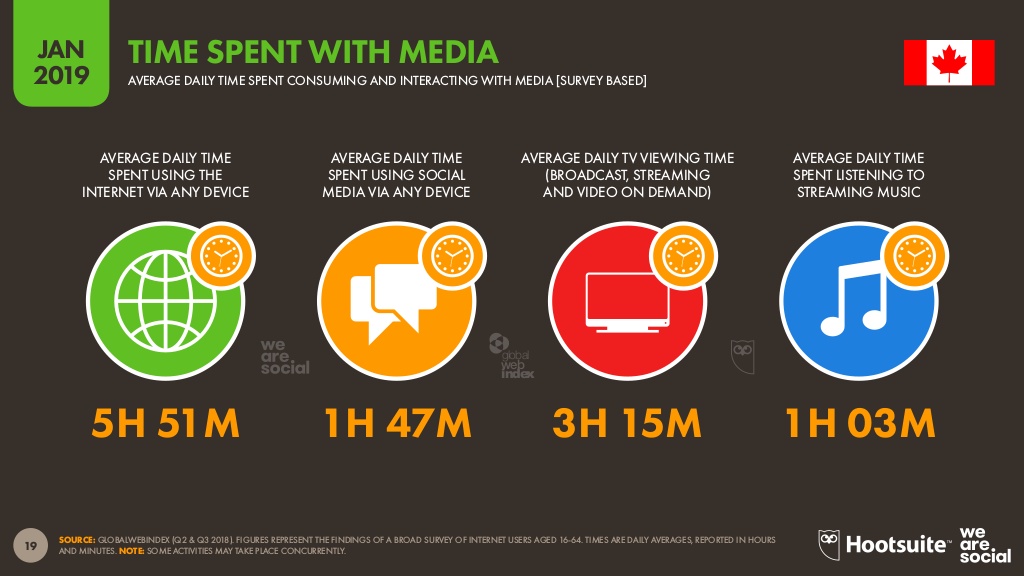 JAN
2019
TIME SPENT WITH MEDIA
AVERAGE DAILY TIME SPENT CONSUMING AND INTERACTING WITH MEDIA [SURVEY BASED]
AVERAGE DAILY TIME
SPENT USING THE
INTERNET VIA ANY DEVICE
5H 51M
AVERAGE DAILY TIME
SPENT USING SOCIAL
MEDIA VIA ANY DEVICE
1H 47M
AVERAGE DAILY TV VIEWING TIME
(BROADCAST, STREAMING
AND VIDEO ON DEMAND)
3H 15M
AVERAGE DAILY TIME
SPENT LISTENING TO
STREAMING MUSIC
1H 03M
we
are
social
global
web
index
19
SOURCE: GLOBALWEBINDEX (Q2 & Q3 2018). FIGURES REPRESENT THE FINDINGS OF A BROAD SURVEY OF INTERNET USERS AGED 16-64. TIMES ARE DAILY AVERAGES, REPORTED IN HOURS
AND MINUTES. NOTE: SOME ACTIVITIES MAY TAKE PLACE CONCURRENTLY.
Hootsuite™
we
are
social